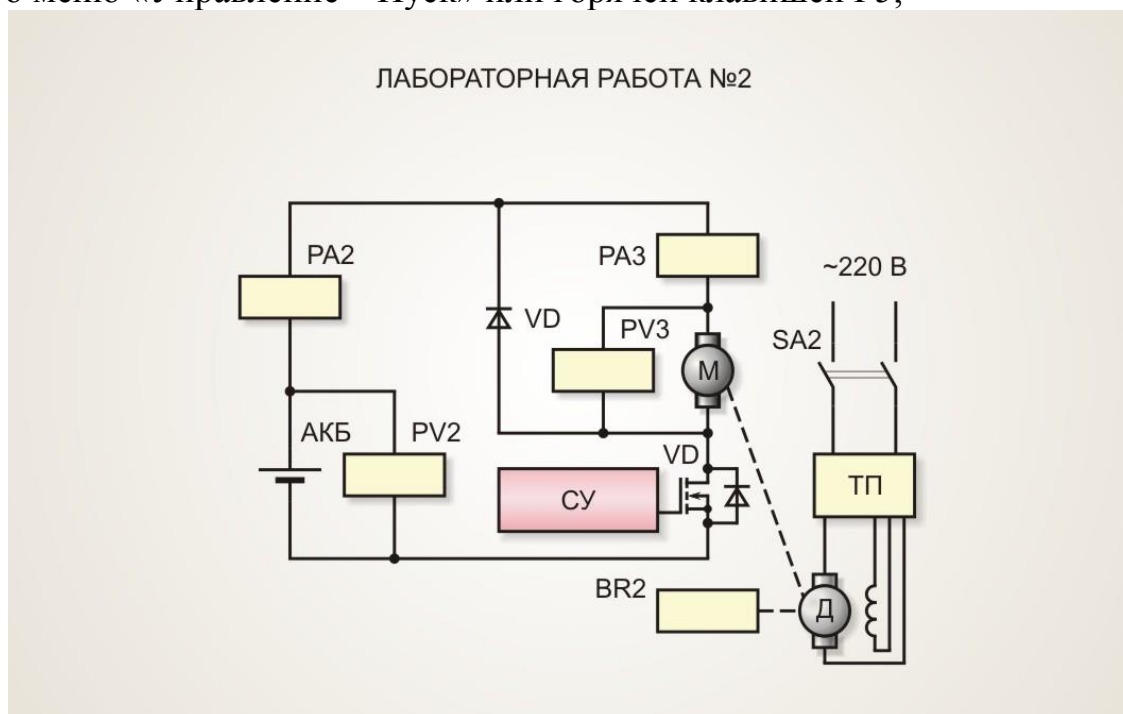 ЛАБОРАТОРНАЯ РАБОТА №2
PA2
PA3
~220 В
VD
PV3
SA2
М
АКБ
PV2
VD
СУ
ТП
BR2
Д